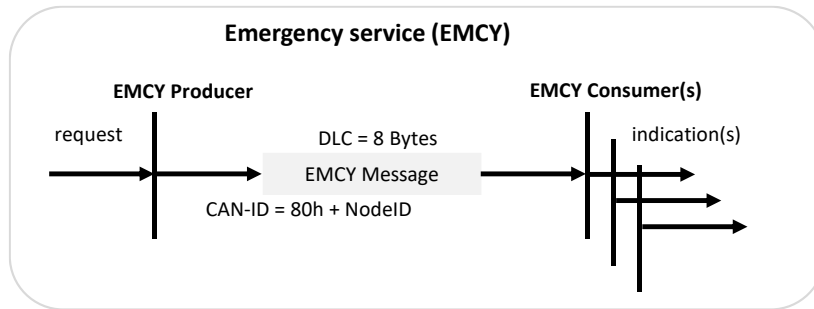 Emergency service (EMCY)
EMCY Producer
EMCY Consumer(s)
request
DLC = 8 Bytes
indication(s)
EMCY Message
CAN-ID = 80h + NodeID